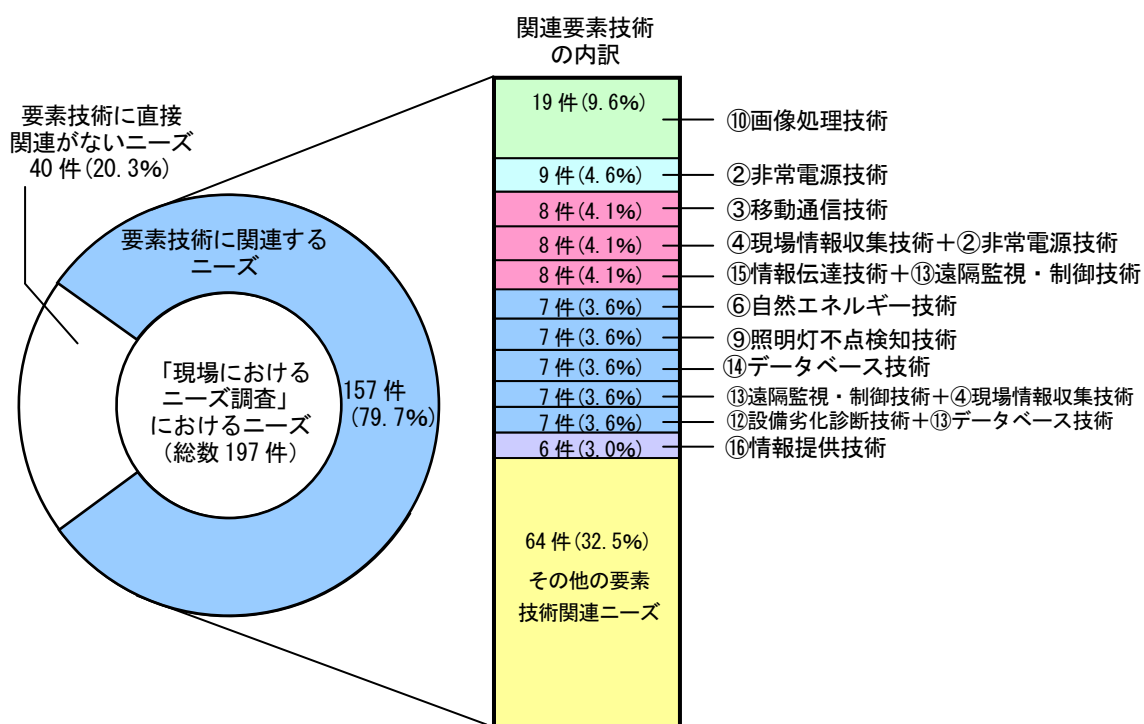 関連要素技術
の内訳
要素技術に直接
関連がないニーズ
40 件(20.3%)
要素技術に関連する
ニーズ
「現場における
ニーズ調査」
におけるニーズ
（総数 197 件）
157 件
(79.7%)
19 件(9.6%)
⑩画像処理技術
9 件(4.6%)
②非常電源技術
8 件(4.1%)
③移動通信技術
8 件(4.1%)
④現場情報収集技術＋②非常電源技術
8 件(4.1%)
⑮情報伝達技術＋⑬遠隔監視・制御技術
7 件(3.6%)
⑥自然エネルギー技術
7 件(3.6%)
⑨照明灯不点検知技術
7 件(3.6%)
⑭データベース技術
7 件(3.6%)
⑬遠隔監視・制御技術＋④現場情報収集技術
7 件(3.6%)
⑫設備劣化診断技術＋⑬データベース技術
6 件(3.0%)
⑯情報提供技術
64 件(32.5%)
その他の要素
技術関連ニーズ